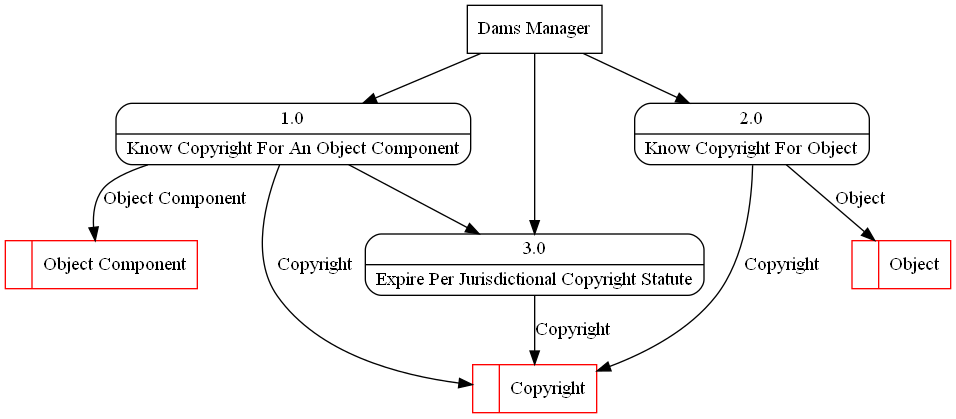 Dams Manager
1.0
Know Copyright For An Object Component
2.0
Know Copyright For Object
Object Component
Object
3.0
Expire Per Jurisdictional Copyright Statute
Object Component
Copyright
Copyright
Object
Copyright
Copyright